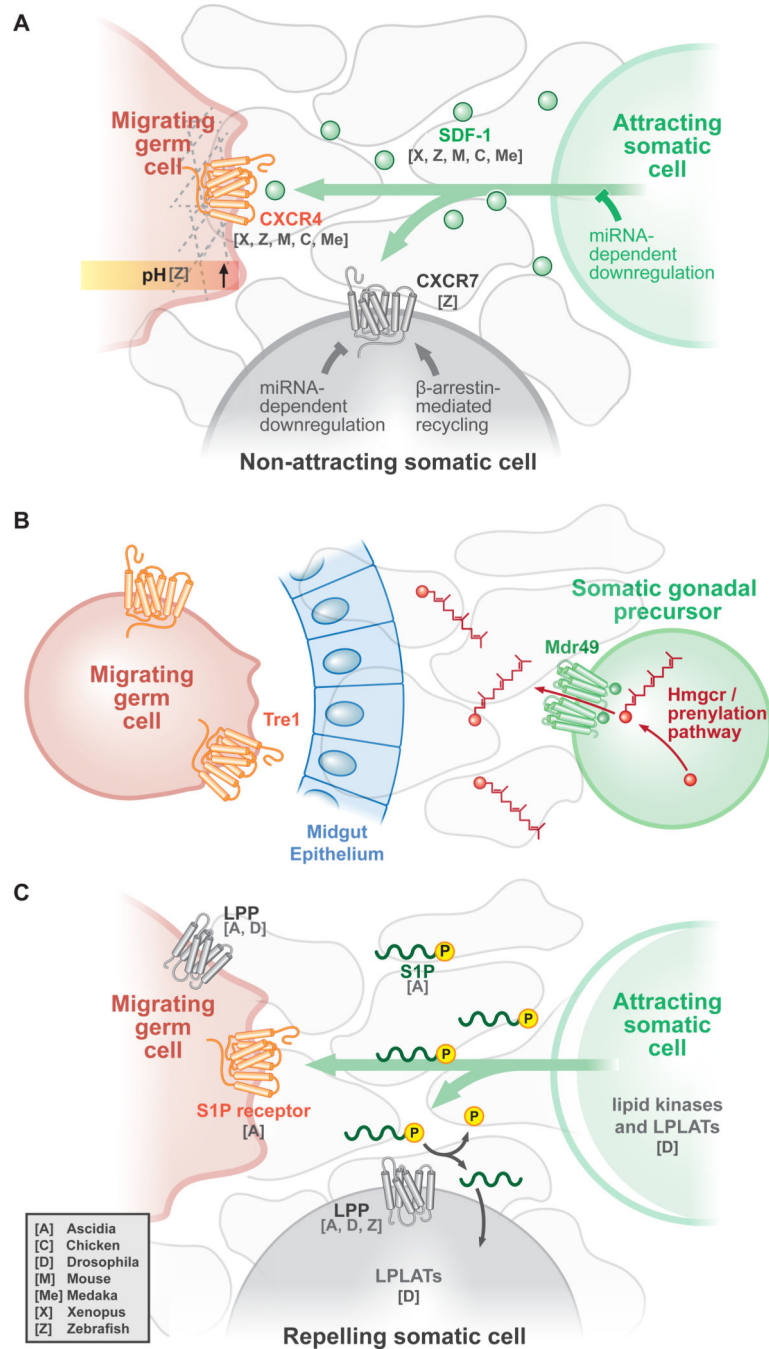 A
Migrating
germ
cell
SDF-1
[X, Z, M, C, Me]
Attracting
somatic
cell
CXCR4
[X, Z, M, C, Me]
miRNA-
dependent
downregulation
pH [Z]
CXCR7
[Z]
miRNA-
dependent
downregulation
β-arrestin-
mediated
recycling
Non-attracting somatic cell
B
Somatic gonadal
precursor
Mdr49
Migrating
germ
cell
Tre1
Hmgcr /
prenylation
pathway
Midgut
Epithelium
C
LPP
[A, D]
P
S1P
[A]
Migrating
germ
cell
P
Attracting
somatic
cell
P
S1P receptor
[A]
lipid kinases
and LPLATs
[D]
P
P
LPP
[A, D, Z]
LPLATs
[D]
Repelling somatic cell
[A] Ascidia
[C] Chicken
[D] Drosophila
[M] Mouse
[Me] Medaka
[X] Xenopus
[Z] Zebrafish